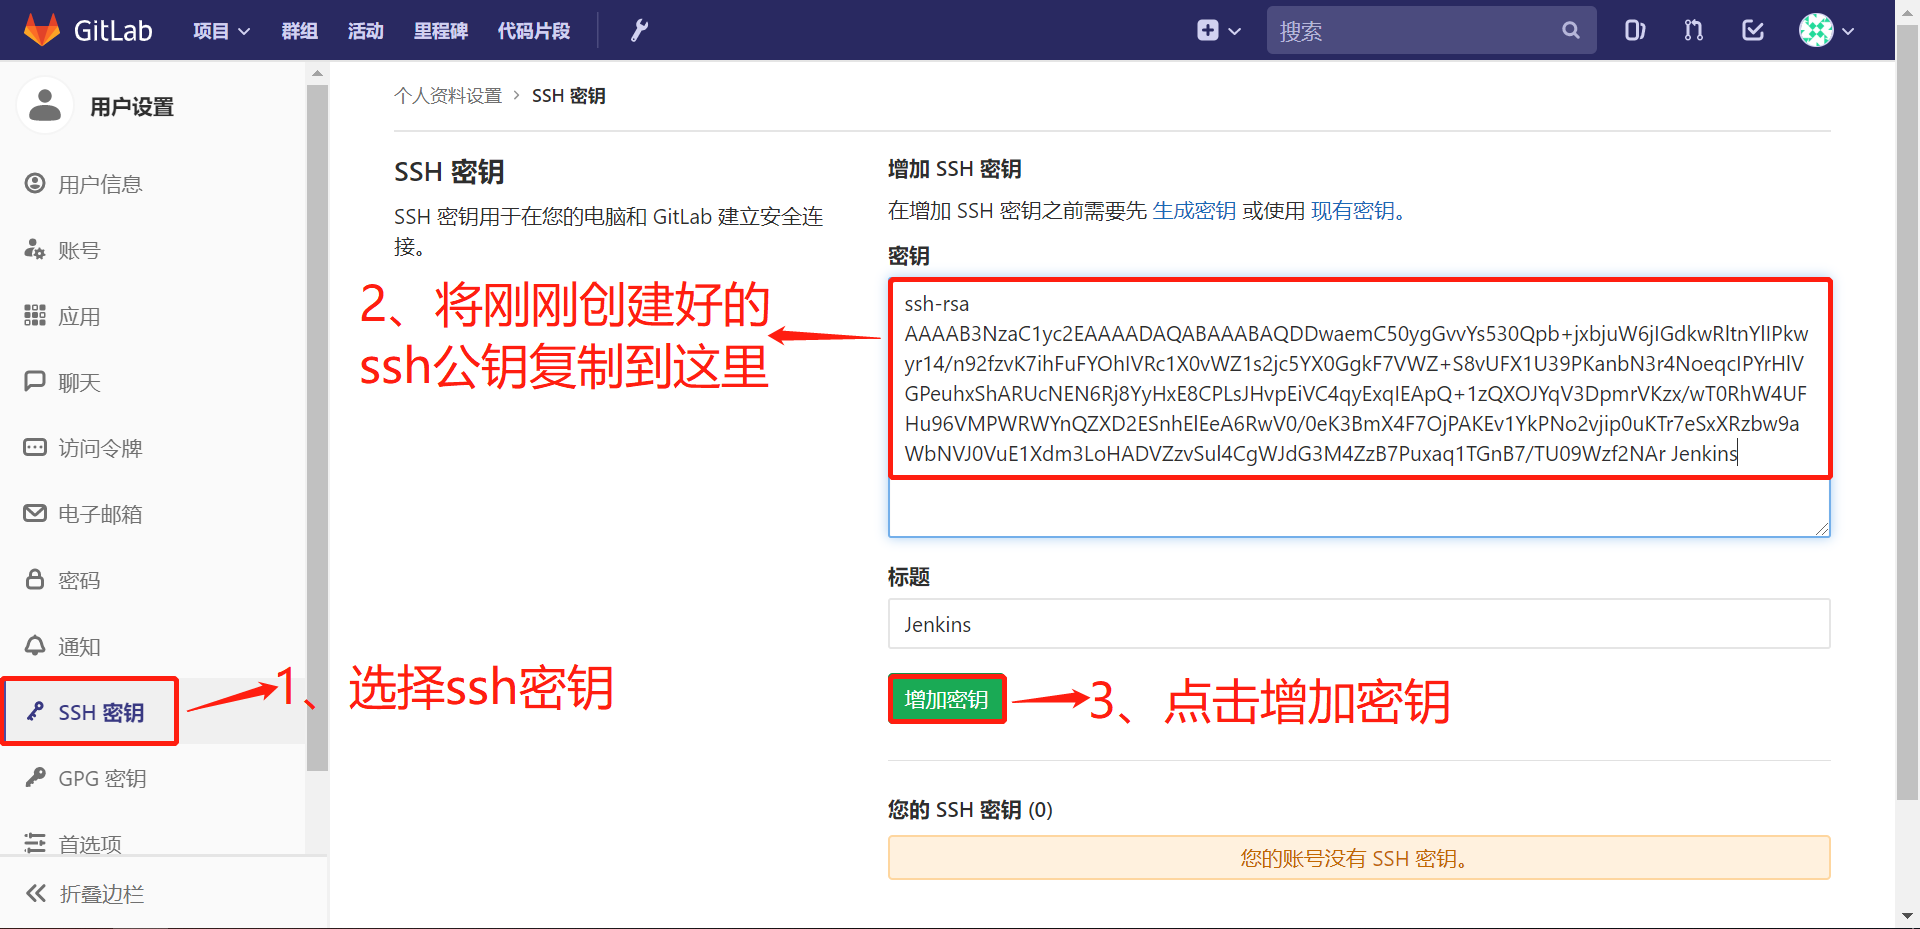 GitLab 项目 群组 活动 里程碑 代码片段 搜索
用户设置
用户信息
账号
应用
聊天
访问令牌
电子邮箱
密码
通知
SSH 密钥
GPG 密钥
首选项
折叠边栏
个人资料设置 › SSH 密钥
SSH 密钥
SSH 密钥用于在您的电脑和 GitLab 建立安全连
接。
增加 SSH 密钥
在增加 SSH 密钥之前需要先 生成密钥 或使用 现有密钥。
密钥
ssh-rsa
AAAAB3NzaC1yc2EAAAADAQABAAABAQDDwaemC50ygGvvYs530Qpb+jxbjuW6jIGdkwRltnYlIPkw
yr14/n92fzvK7ihFuFYOhIVRc1X0vWZ1s2jc5YX0GgkF7VWZ+S8vUFX1U39PKanbN3r4NoeqcIPYrHlV
GPeuhxShARUcNEN6Rj8YyHxE8CPLsJHvpEiVC4qyExqIEApQ+1zQXOJYqV3DpmrVKzx/wT0RhW4UF
Hu96VMPWRWYnQZXD2ESnhElEeA6RwV0/0eK3BmX4F7OjPAKEv1YkPNo2vjip0uKTr7eSxXRzbw9a
WbNVJ0VuE1Xdm3LoHADVZzvSul4CgWJdG3M4ZzB7Puxaq1TGnB7/TU09Wzf2NAr Jenkins
标题
Jenkins
增加密钥
您的 SSH 密钥 (0)
您的账号没有 SSH 密钥。
1、选择ssh密钥
2、将刚刚创建好的
ssh公钥复制到这里
3、点击增加密钥